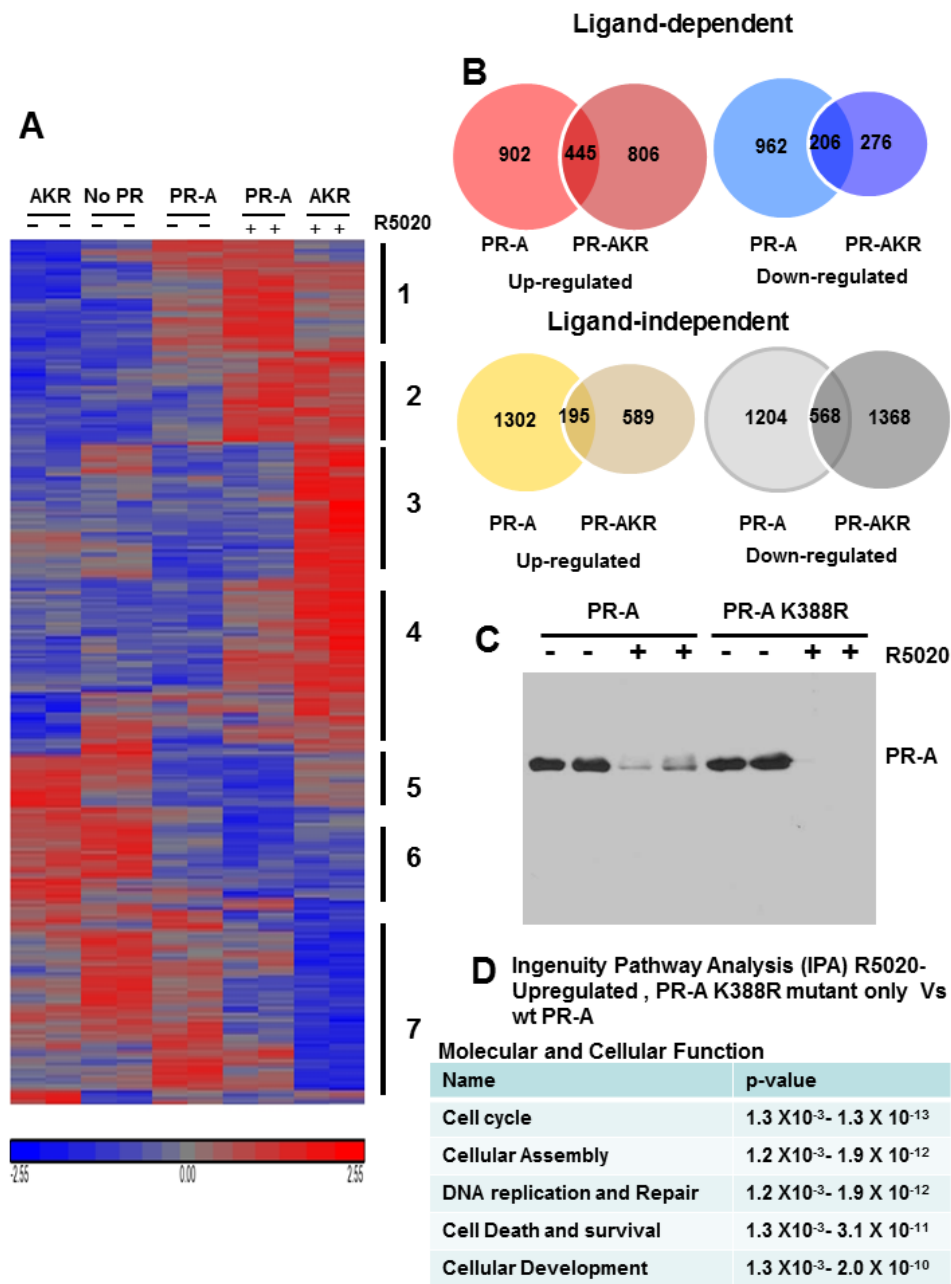 A
AKR No PR PR-A PR-A AKR
- - - - - - + + + + R5020
1
2
3
4
5
6
7
-2.55 0.00 2.55
Ligand-dependent
B
902 445 806
PR-A PR-AKR
Up-regulated
962 206 276
PR-A PR-AKR
Down-regulated
Ligand-independent
1302 195 589
PR-A PR-AKR
Up-regulated
1204 568 1368
PR-A PR-AKR
Down-regulated
C
PR-A PR-A K388R
- - + + - - + + R5020
PR-A
D Ingenuity Pathway Analysis (IPA) R5020-
Upregulated , PR-A K388R mutant only Vs
wt PR-A
Molecular and Cellular Function
Name p-value
Cell cycle 1.3 X10⁻³- 1.3 X 10⁻¹³
Cellular Assembly 1.2 X10⁻³- 1.9 X 10⁻¹²
DNA replication and Repair 1.2 X10⁻³- 1.9 X 10⁻¹²
Cell Death and survival 1.3 X10⁻³- 3.1 X 10⁻¹¹
Cellular Development 1.3 X10⁻³- 2.0 X 10⁻¹⁰